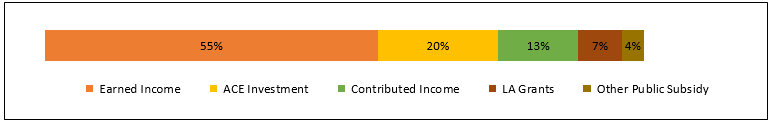 55% 20% 13% 7% 4%
Earned Income ACE Investment Contributed Income LA Grants Other Public Subsidy